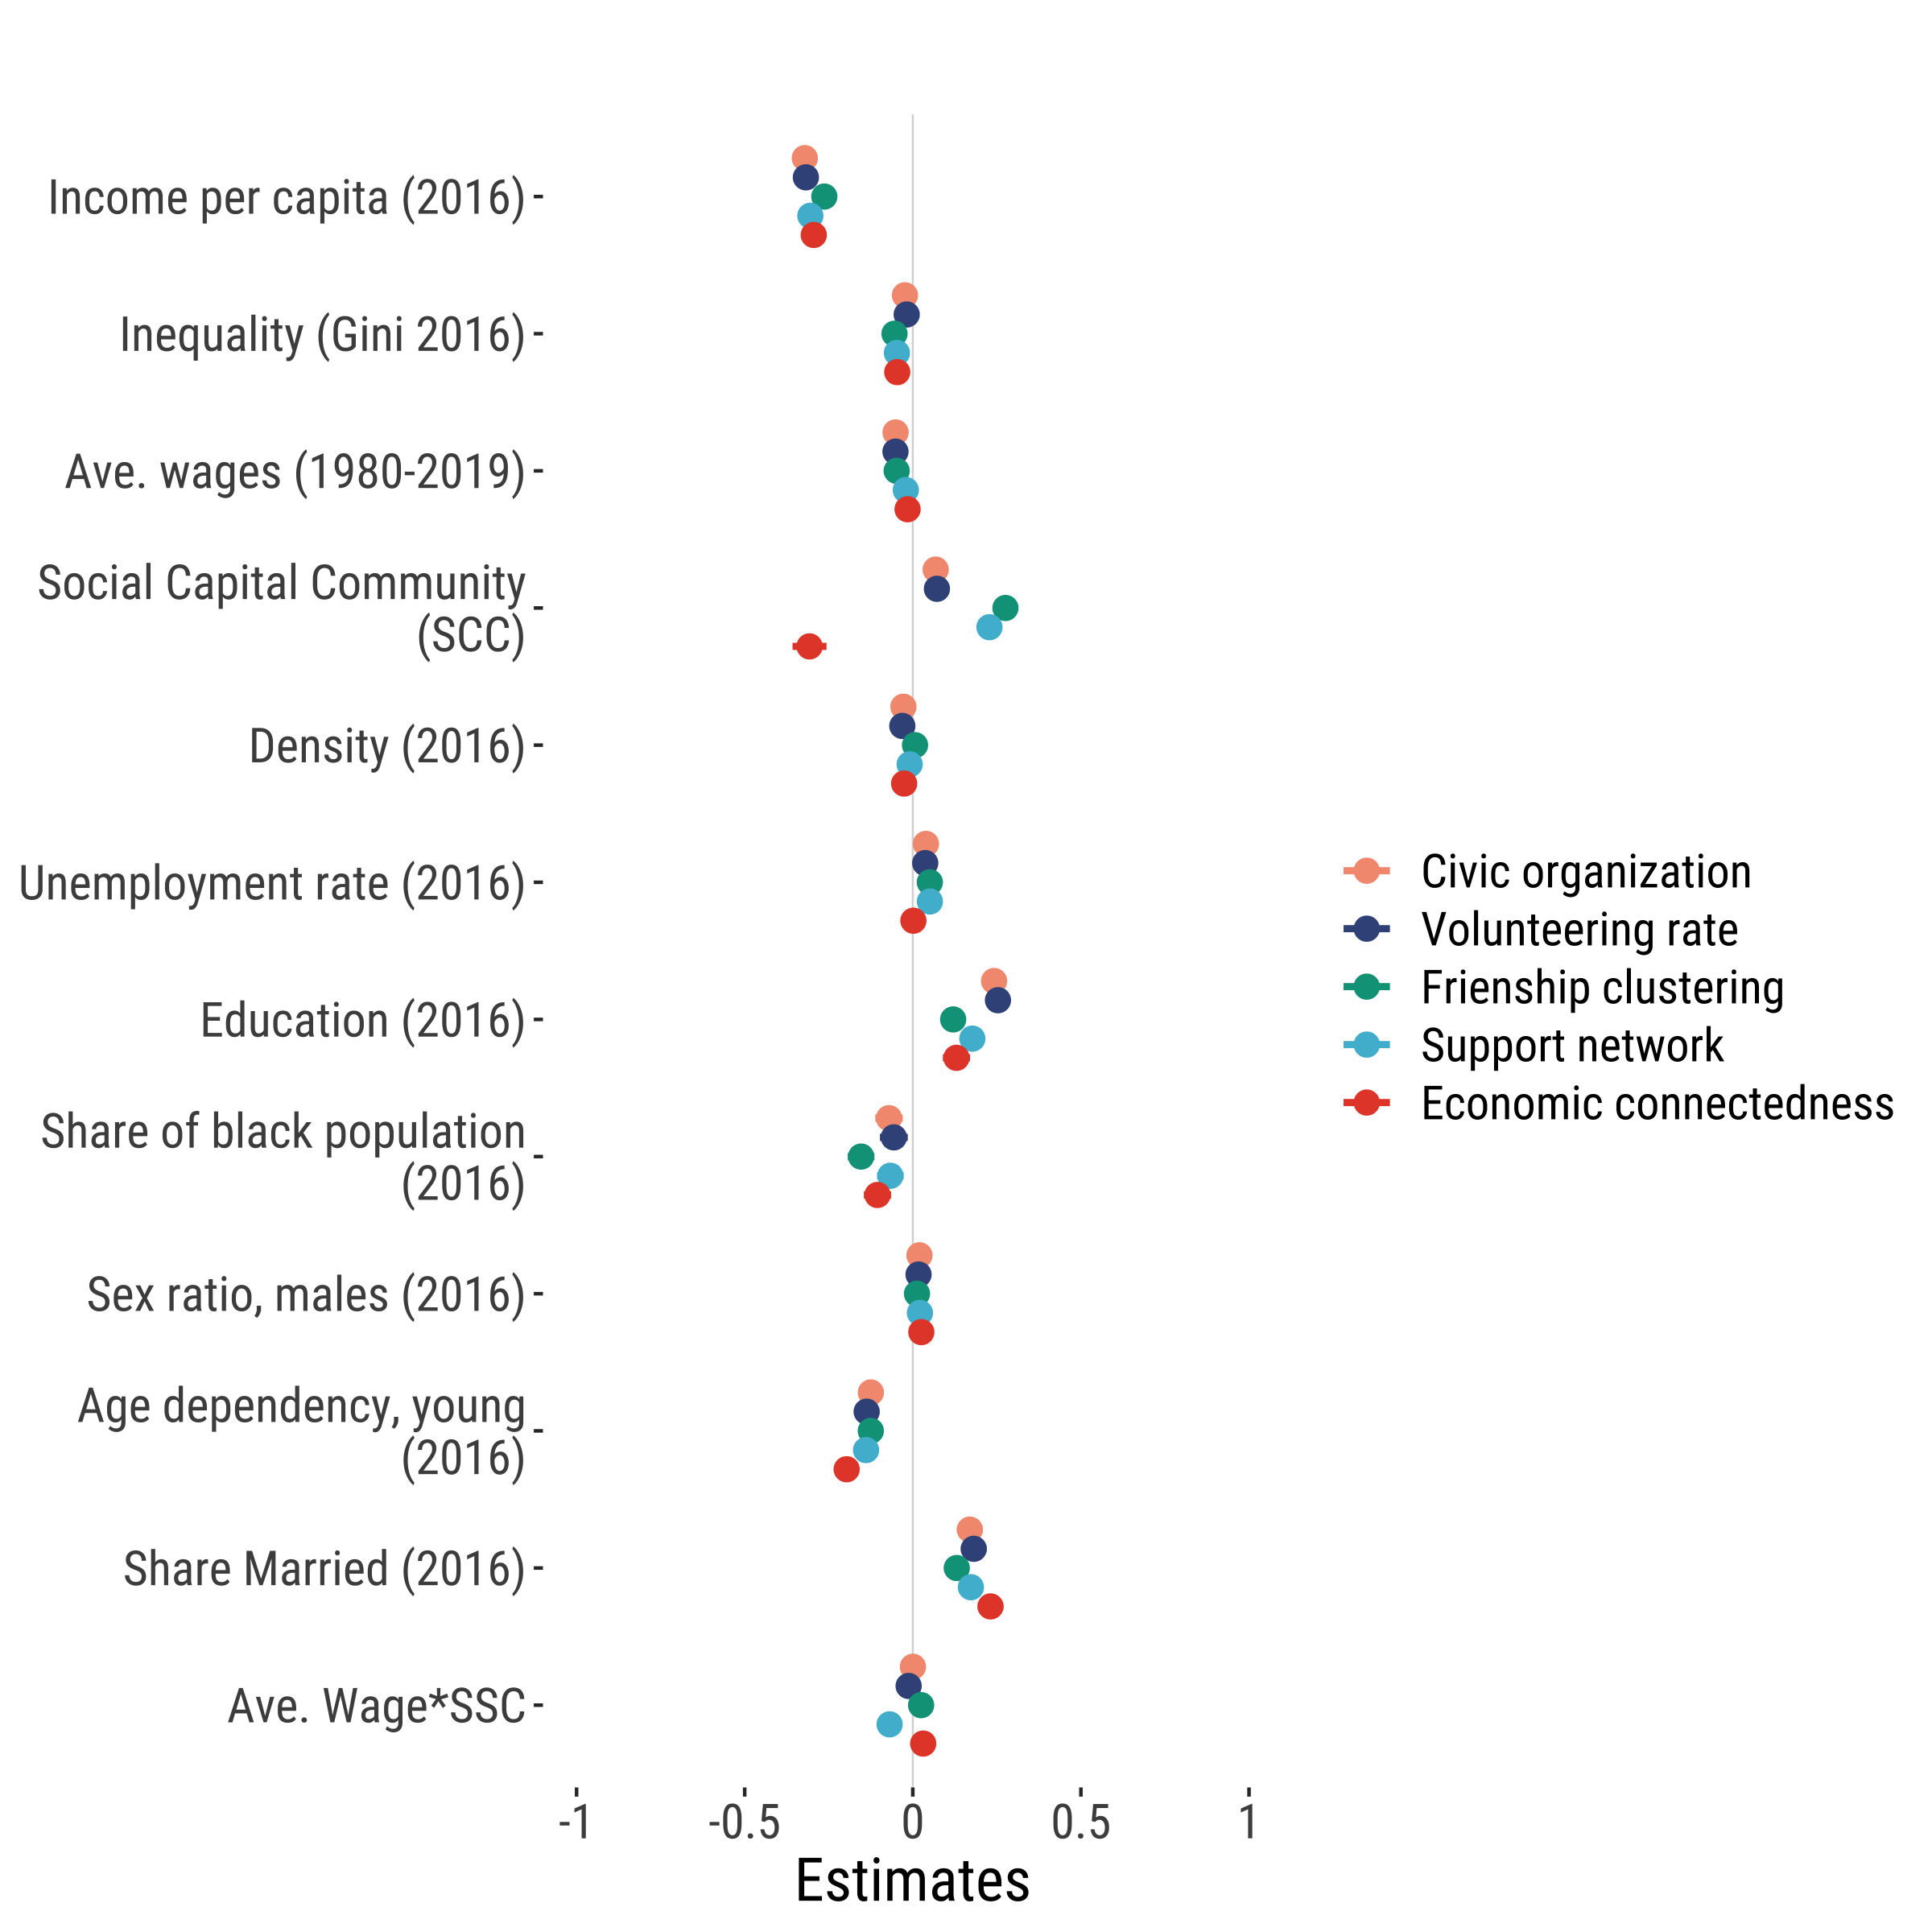 Income per capita (2016)
Inequality (Gini 2016)
Ave. wages (1980-2019)
Social Capital Community
(SCC)
Density (2016)
Unemployment rate (2016)
Education (2016)
Share of black population
(2016)
Sex ratio, males (2016)
Age dependency, young
(2016)
Share Married (2016)
Ave. Wage*SSC
-1
-0.5
0
0.5
1
Estimates
Civic organization
Volunteering rate
Frienship clustering
Support network
Economic connectedness